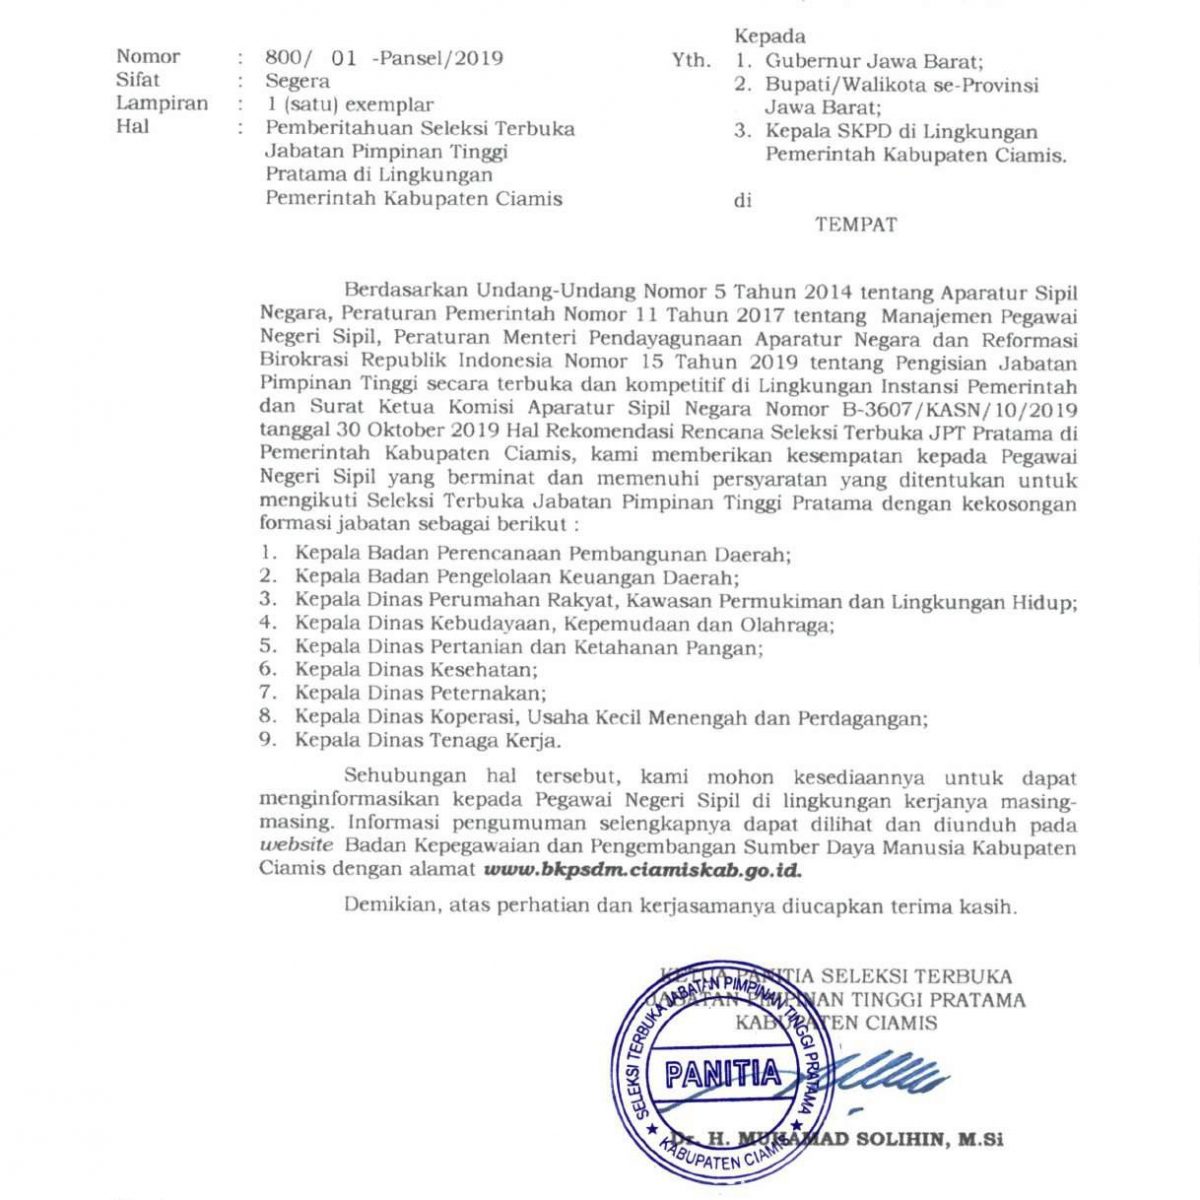 Nomor : 800/ 01 -Pansel/2019
Sifat : Segera
Lampiran : 1 (satu) exemplar
Hal : Pemberitahuan Seleksi Terbuka
Jabatan Pimpinan Tinggi
Pratama di Lingkungan
Pemerintah Kabupaten Ciamis
Kepada
Yth. 1. Gubernur Jawa Barat;
2. Bupati/Walikota se-Provinsi
Jawa Barat;
3. Kepala SKPD di Lingkungan
Pemerintah Kabupaten Ciamis.
di
TEMPAT
Berdasarkan Undang-Undang Nomor 5 Tahun 2014 tentang Aparatur Sipil
Negara, Peraturan Pemerintah Nomor 11 Tahun 2017 tentang Manajemen Pegawai
Negeri Sipil, Peraturan Menteri Pendayagunaan Aparatur Negara dan Reformasi
Birokrasi Republik Indonesia Nomor 15 Tahun 2019 tentang Pengisian Jabatan
Pimpinan Tinggi secara terbuka dan kompetitif di Lingkungan Instansi Pemerintah
dan Surat Ketua Komisi Aparatur Sipil Negara Nomor B-3607/KASN/10/2019
tanggal 30 Oktober 2019 Hal Rekomendasi Rencana Seleksi Terbuka JPT Pratama di
Pemerintah Kabupaten Ciamis, kami memberikan kesempatan kepada Pegawai
Negeri Sipil yang berminat dan memenuhi persyaratan yang ditentukan untuk
mengikuti Seleksi Terbuka Jabatan Pimpinan Tinggi Pratama dengan kekosongan
formasi jabatan sebagai berikut :
1. Kepala Badan Perencanaan Pembangunan Daerah;
2. Kepala Badan Pengelolaan Keuangan Daerah;
3. Kepala Dinas Perumahan Rakyat, Kawasan Permukiman dan Lingkungan Hidup;
4. Kepala Dinas Kebudayaan, Kepemudaan dan Olahraga;
5. Kepala Dinas Pertanian dan Ketahanan Pangan;
6. Kepala Dinas Kesehatan;
7. Kepala Dinas Peternakan;
8. Kepala Dinas Koperasi, Usaha Kecil Menengah dan Perdagangan;
9. Kepala Dinas Tenaga Kerja.
Sehubungan hal tersebut, kami mohon kesediaannya untuk dapat
menginformasikan kepada Pegawai Negeri Sipil di lingkungan kerjanya masing-
masing. Informasi pengumuman selengkapnya dapat dilihat dan diunduh pada
website Badan Kepegawaian dan Pengembangan Sumber Daya Manusia Kabupaten
Ciamis dengan alamat www.bkpsdm.ciamiskab.go.id.
Demikian, atas perhatian dan kerjasamanya diucapkan terima kasih.
KETUA PANITIA SELEKSI TERBUKA
JABATAN PIMPINAN TINGGI PRATAMA
KABUPATEN CIAMIS
SELEKSI TERBUKA JABATAN PIMPINAN TINGGI PRATAMA
PANITIA
KABUPATEN CIAMIS
Dr. H. MUHAMAD SOLIHIN, M.Si